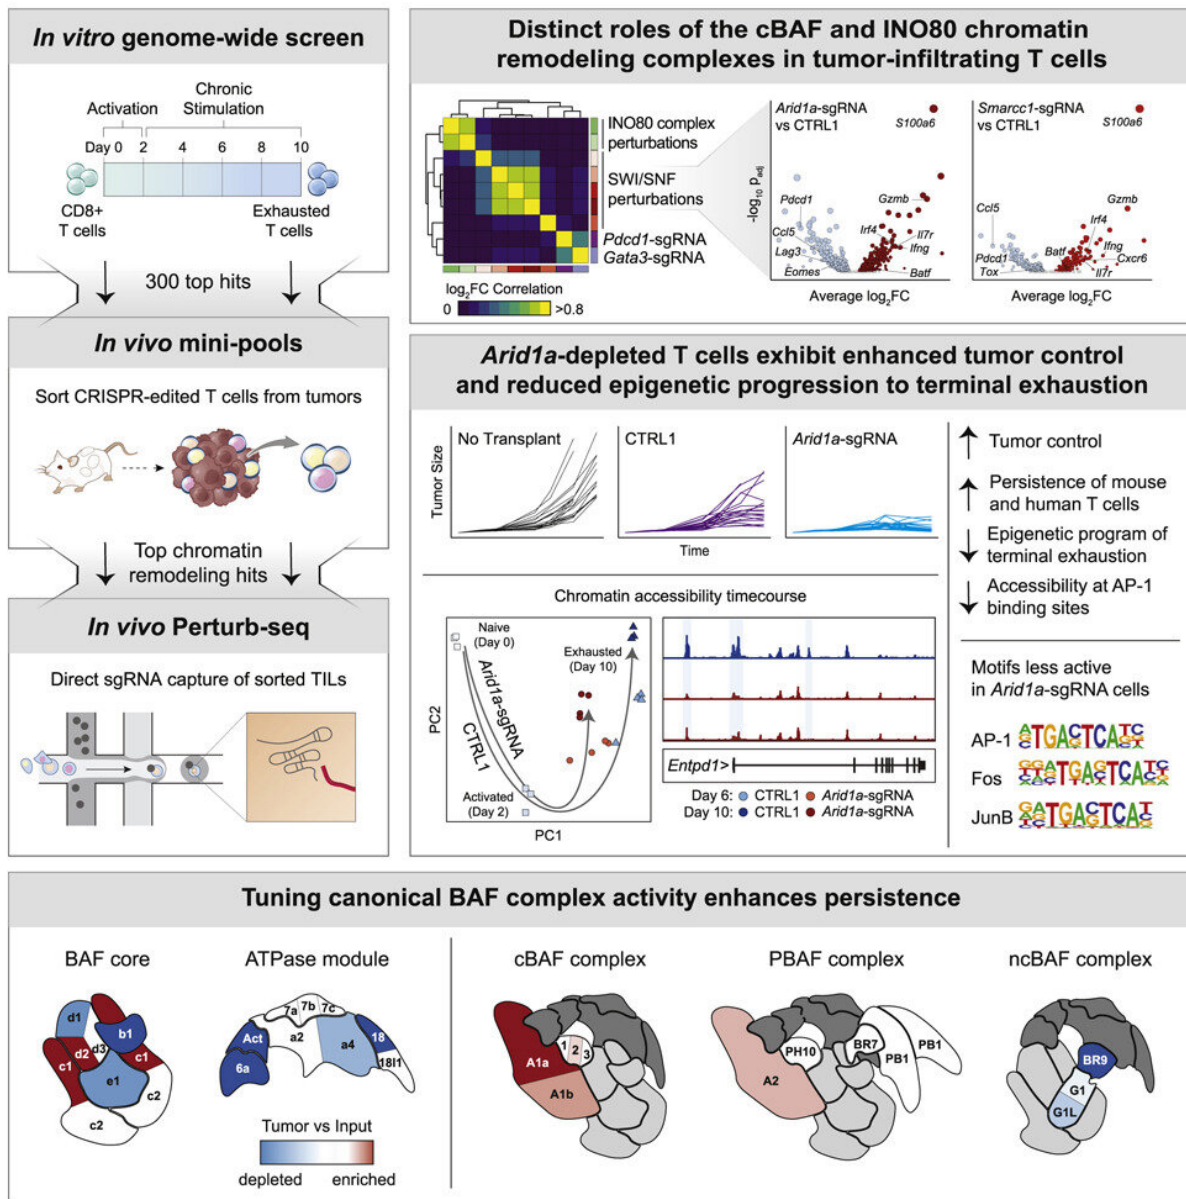 In vitro genome-wide screen
Activation
Chronic
Stimulation
Day 0 2 4 6 8 10
CD8+
T cells
Exhausted
T cells
300 top hits
In vivo mini-pools
Sort CRISPR-edited T cells from tumors
Top chromatin
remodeling hits
In vivo Perturb-seq
Direct sgRNA capture of sorted TILs
Distinct roles of the cBAF and INO80 chromatin
remodeling complexes in tumor-infiltrating T cells
INO80 complex
perturbations
SWI/SNF
perturbations
Pdcd1-sgRNA
Gata3-sgRNA
log2FC Correlation
0 >0.8
-log10 padj
Arid1a-sgRNA
vs CTRL1
S100a6
Pdcd1
Gzmb
Ccl5
Irf4
Il7r
Lag3
Ifng
Eomes
Batf
Average log2FC
Smarcc1-sgRNA
vs CTRL1
S100a6
Gzmb
Ccl5
Irf4
Batf
Ifng
Pdcd1
Cxcr6
Tox
Il7r
Average log2FC
Arid1a-depleted T cells exhibit enhanced tumor control
and reduced epigenetic progression to terminal exhaustion
Tumor Size
No Transplant
CTRL1
Arid1a-sgRNA
Time
Tumor control
Persistence of mouse
and human T cells
Epigenetic program of
terminal exhaustion
Accessibility at AP-1
binding sites
Chromatin accessibility timecourse
PC2
Naive
(Day 0)
Exhausted
(Day 10)
Arid1a-sgRNA
CTRL1
Activated
(Day 2)
PC1
Entpd1>
Day 6: CTRL1 Arid1a-sgRNA
Day 10: CTRL1 Arid1a-sgRNA
Motifs less active
in Arid1a-sgRNA cells
AP-1
TGACTCA
Fos
TGAGTCA
JunB
TGAGTCA
Tuning canonical BAF complex activity enhances persistence
BAF core
d1
b1
d2
d3
c1
c1
e1
c2
c2
ATPase module
7a 7b 7c
Act
a2
a4
18
6a
18l1
Tumor vs Input
depleted enriched
cBAF complex
1 2 3
A1a
A1b
PBAF complex
PH10
BR7
PB1
PB1
A2
ncBAF complex
BR9
G1
G1L